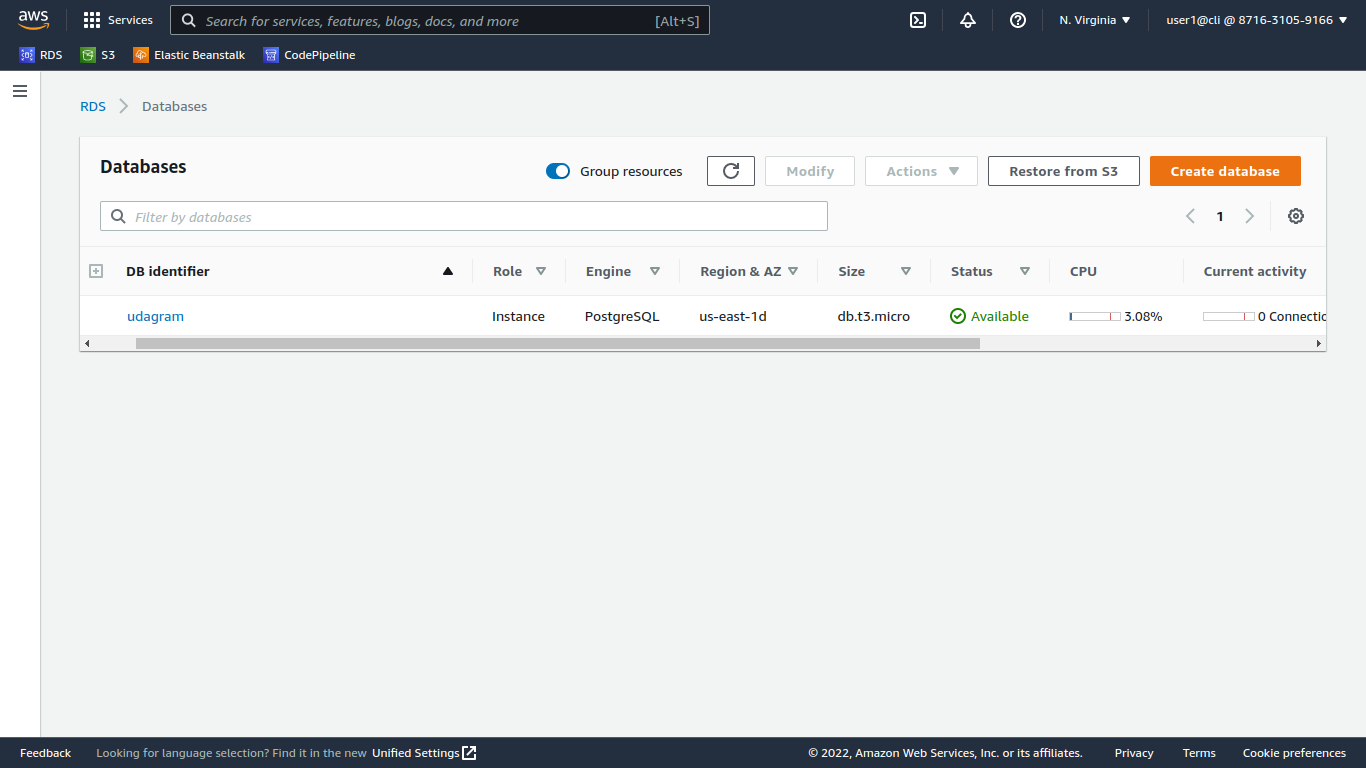 aws Services Search for services, features, blogs, docs, and more [Alt+S] N. Virginia user1@cli @ 8716-3105-9166
RDS S3 Elastic Beanstalk CodePipeline
RDS Databases
Databases Group resources Modify Actions Restore from S3 Create database
Filter by databases 1
DB identifier Role Engine Region & AZ Size Status CPU Current activity
udagram Instance PostgreSQL us-east-1d db.t3.micro Available 3.08% 0 Connectio
Feedback Looking for language selection? Find it in the new Unified Settings © 2022, Amazon Web Services, Inc. or its affiliates. Privacy Terms Cookie preferences